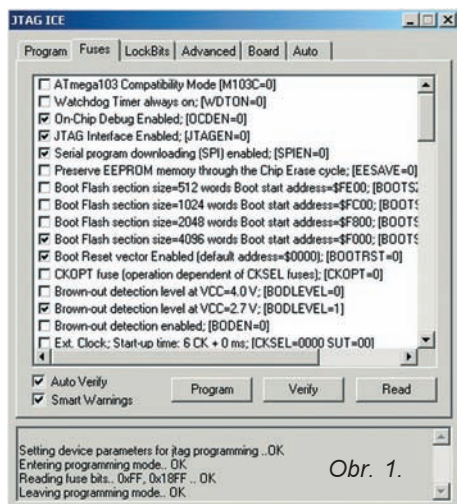 JTAG ICE
Program Fuses LockBits Advanced Board Auto
ATmega103 Compatibility Mode [M103C=0]
Watchdog Timer always on; [WDTON=0]
On-Chip Debug Enabled; [OCDEN=0]
JTAG Interface Enabled; [JTAGEN=0]
Serial program downloading (SPI) enabled; [SPIEN=0]
Preserve EEPROM memory through the Chip Erase cycle; [EESAVE=0]
Boot Flash section size=512 words Boot start address=$FE00; [BOOTSZ
Boot Flash section size=1024 words Boot start address=$FC00; [BOOTS
Boot Flash section size=2048 words Boot start address=$F800; [BOOTS
Boot Flash section size=4096 words Boot start address=$F000; [BOOTS
Boot Reset vector Enabled (default address=$0000); [BOOTRST=0]
CKOPT fuse (operation dependent of CKSEL fuses); [CKOPT=0]
Brown-out detection level at VCC=4.0 V; [BODLEVEL=0]
Brown-out detection level at VCC=2.7 V; [BODLEVEL=1]
Brown-out detection enabled; [BODEN=0]
Ext. Clock; Start-up time: 6 CK + 0 ms; [CKSEL=0000 SUT=00]
Auto Verify
Smart Warnings
Program Verify Read
Setting device parameters for jtag programming ..OK
Entering programming mode.. OK
Reading fuse bits.. 0xFF, 0x18FF .. OK
Leaving programming mode.. OK
Obr. 1.